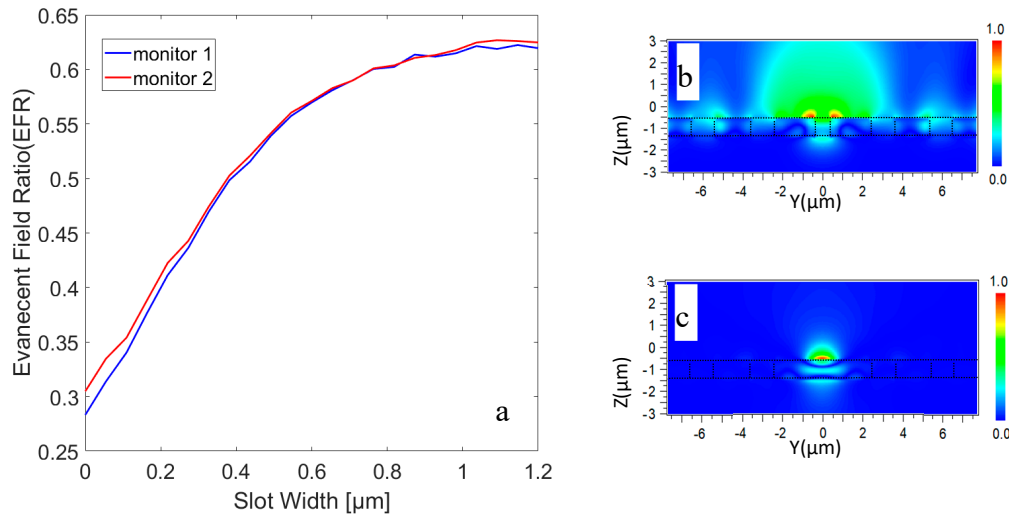 0.65
0.6
0.55
0.5
0.45
0.4
0.35
0.3
0.25
Evanecent Field Ratio(EFR)
monitor 1
monitor 2
a
0 0.2 0.4 0.6 0.8 1 1.2
Slot Width [μm]
b
3
2
1
0
-1
-2
-3
Z(μm)
-6 -4 -2 0 2 4 6
Y(μm)
1.0
0.0
c
3
2
1
0
-1
-2
-3
Z(μm)
-6 -4 -2 0 2 4 6
Y(μm)
1.0
0.0